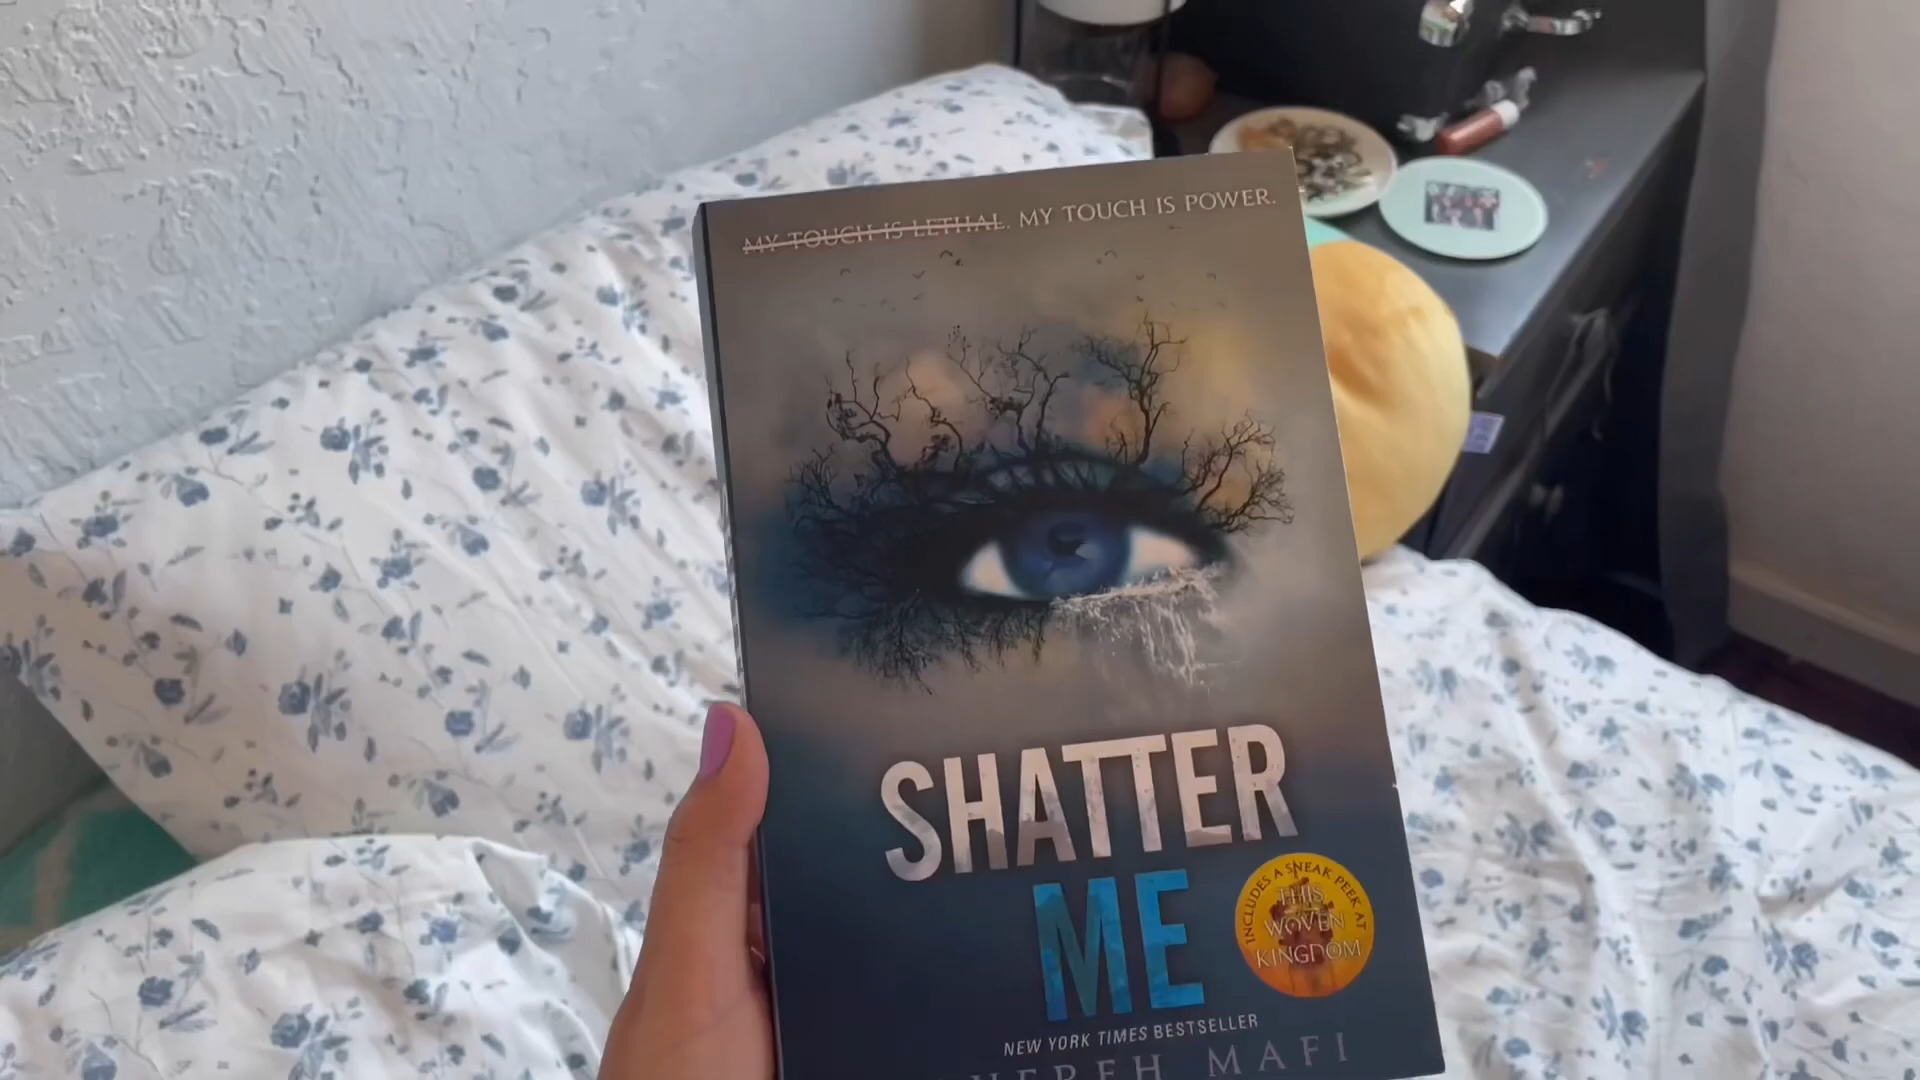 MY TOUCH IS LETHAL. MY TOUCH IS POWER.
SHATTER
ME
INCLUDES A SNEAK PEEK AT
THIS
WOVEN
KINGDOM
NEW YORK TIMES BESTSELLER
MAFI